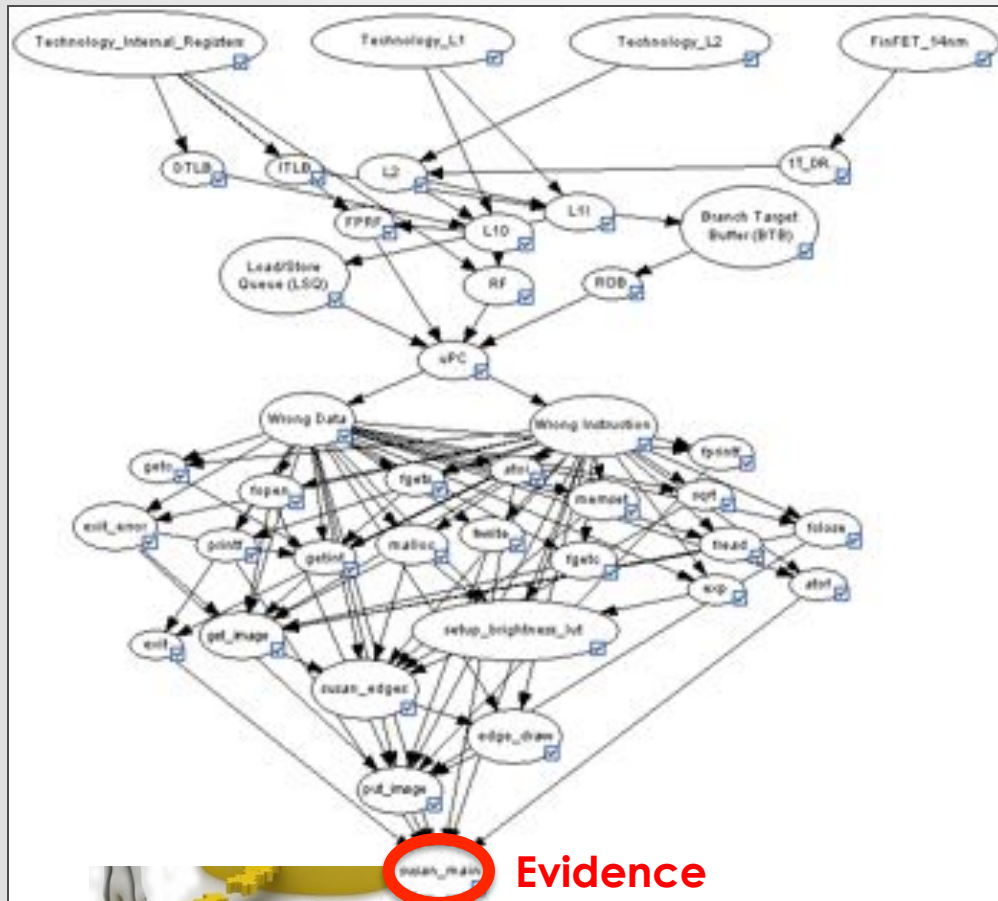 Technology_Internal_Registers
Technology_L1
Technology_L2
FinFET_14nm
DTLB
ITLB
L2
1T_DR.
FPRF
L1D
L1I
Branch Target
Buffer (BTB)
Load/Store
Queue (LSQ)
RF
ROB
uPC
Wrong Data
Wrong Instruction
getc
fopen
fgets
atoi
memset
sqrt
fprintf
exit_error
printf
getint
malloc
fwrite
fgetc
fread
fclose
exp
atof
exit
get_image
setup_brightness_lut
susan_edges
edge_draw
put_image
susan_main
Evidence